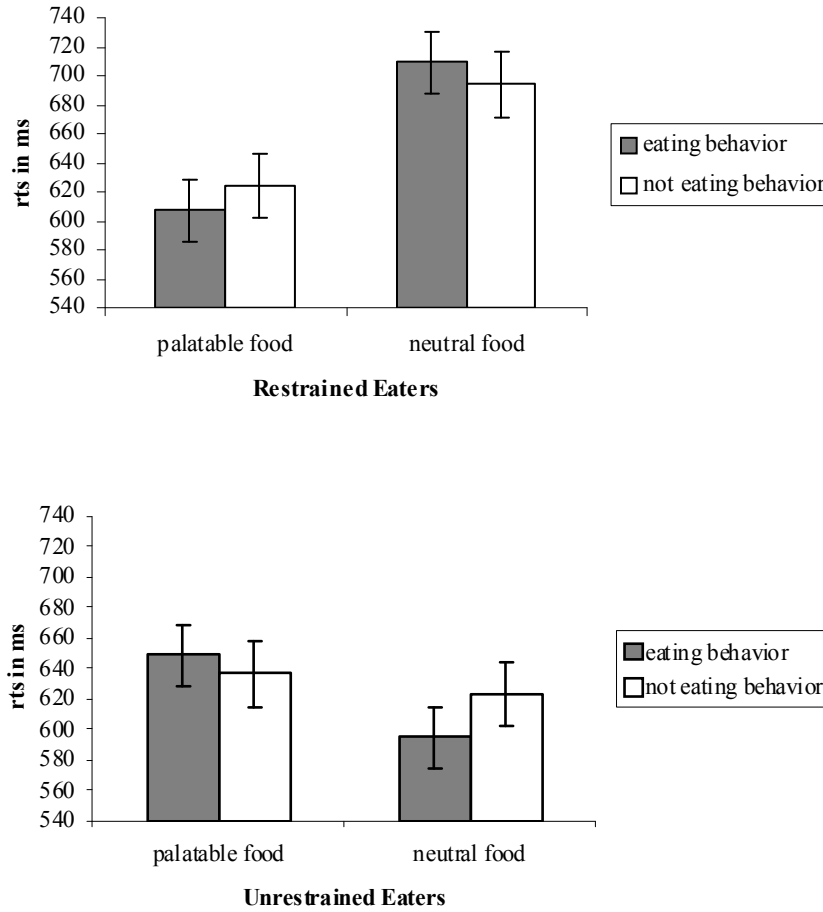 740
720
700
680
660
640
620
600
580
560
540
rts in ms
eating behavior
not eating behavior
palatable food neutral food
Restrained Eaters
740
720
700
680
660
640
620
600
580
560
540
rts in ms
eating behavior
not eating behavior
palatable food neutral food
Unrestrained Eaters